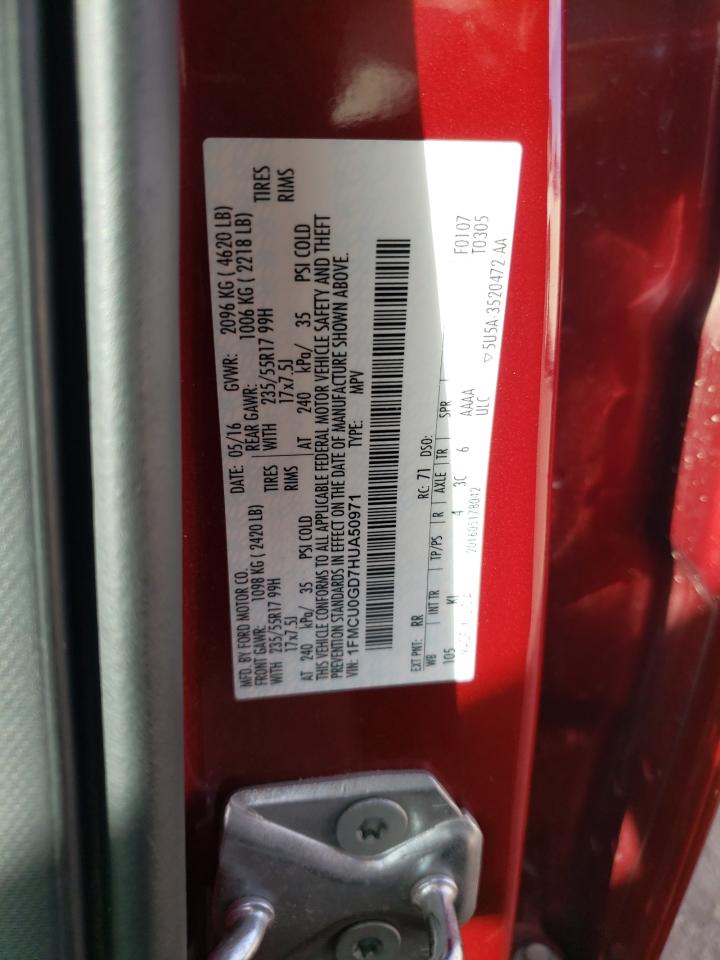 MFD. BY FORD MOTOR CO.
DATE: 05/16 GVWR: 2096 KG ( 4620 LB)
FRONT GAWR: 1098 KG (2420 LB) REAR GAWR: 1006 KG ( 2218 LB)
WITH 235/55R17 99H TIRES WITH 235/55R17 99H TIRES
17x7.5J RIMS 17x7.5J RIMS
AT 240 kPa/ 35 PSI COLD AT 240 kPa/ 35 PSI COLD
THIS VEHICLE CONFORMS TO ALL APPLICABLE FEDERAL MOTOR VEHICLE SAFETY AND THEFT
PREVENTION STANDARDS IN EFFECT ON THE DATE OF MANUFACTURE SHOWN ABOVE.
VIN: 1FMCU0GD7HUA50971 TYPE: MPV
EXT PNT: RR RC: 71 DSO:
WB INT TR TP/PS R AXLE TR SPR
105 KJ 4 3C 6 AAAA
ULC
201605178042
F0107
T0305
5U5A-3520472-AA